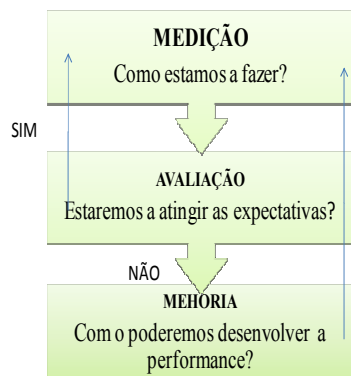 MEDIÇÃO
Como estamos a fazer?
SIM
AVALIAÇÃO
Estaremos a atingir as expectativas?
NÃO
MEHORIA
Com o poderemos desenvolver a
performance?